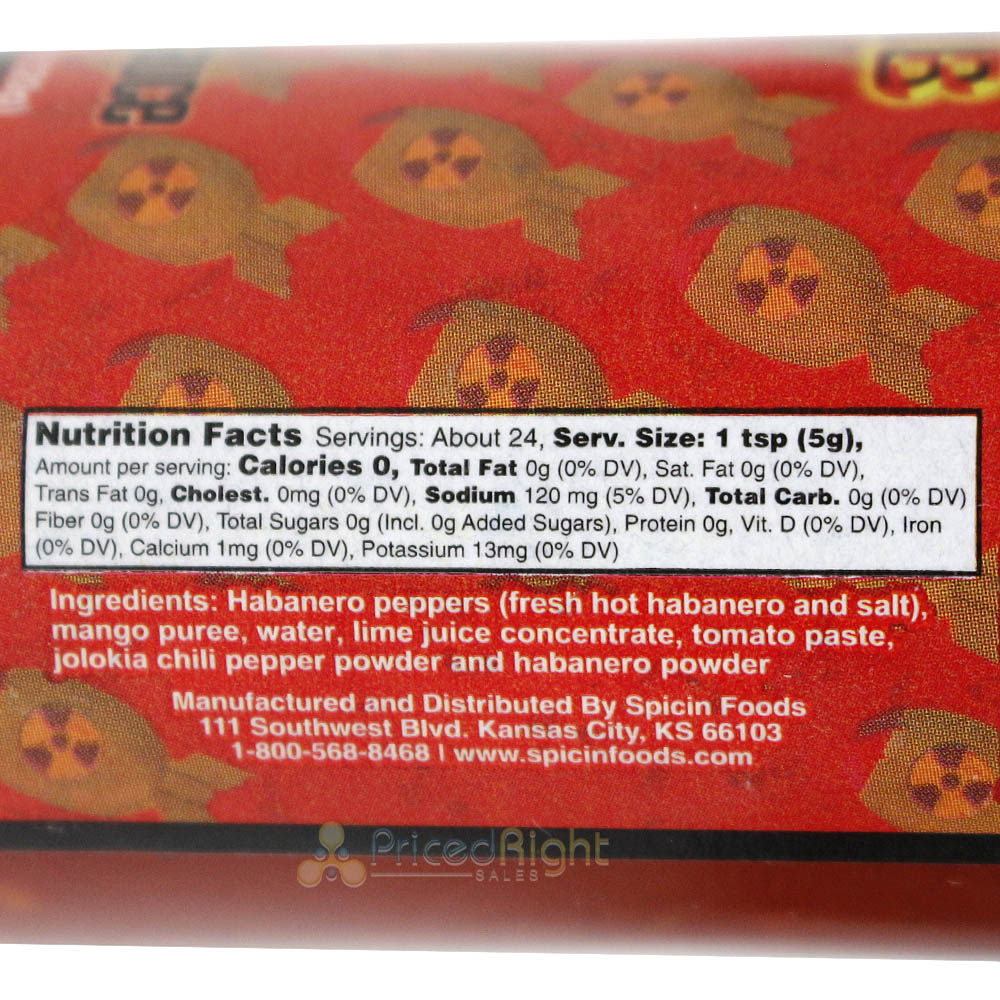 Nutrition Facts Servings: About 24, Serv. Size: 1 tsp (5g),
Amount per serving: Calories 0, Total Fat 0g (0% DV), Sat. Fat 0g (0% DV),
Trans Fat 0g, Cholest. 0mg (0% DV), Sodium 120 mg (5% DV), Total Carb. 0g (0% DV)
Fiber 0g (0% DV), Total Sugars 0g (Incl. 0g Added Sugars), Protein 0g, Vit. D (0% DV), Iron
(0% DV), Calcium 1mg (0% DV), Potassium 13mg (0% DV)
Ingredients: Habanero peppers (fresh hot habanero and salt),
mango puree, water, lime juice concentrate, tomato paste,
jolokia chili pepper powder and habanero powder
Manufactured and Distributed By Spicin Foods
111 Southwest Blvd. Kansas City, KS 66103
1-800-568-8468 | www.spicinfoods.com
PricedRight
SALES